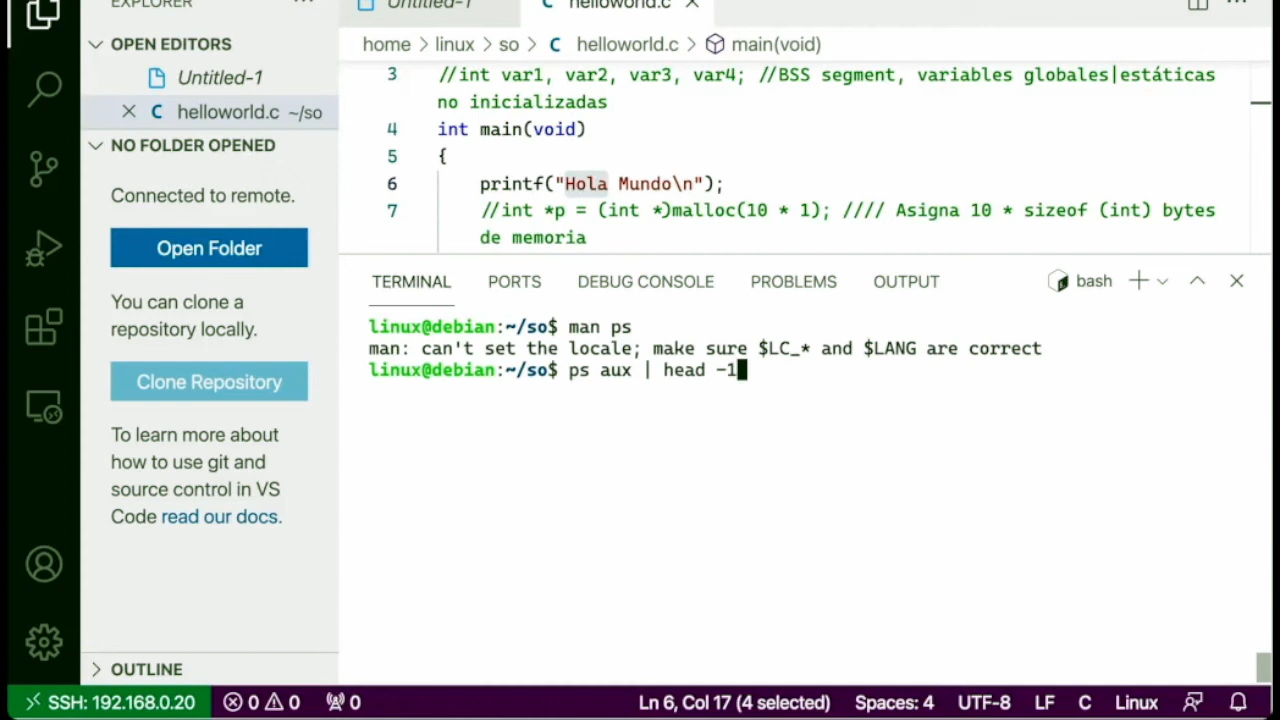 EXPLORER
Untitled-1
helloworld.c
OPEN EDITORS
Untitled-1
helloworld.c ~/so
NO FOLDER OPENED
Connected to remote.
Open Folder
You can clone a
repository locally.
Clone Repository
To learn more about
how to use git and
source control in VS
Code read our docs.
OUTLINE
home > linux > so > C helloworld.c > main(void)
3 //int var1, var2, var3, var4; //BSS segment, variables globales|estáticas
no inicializadas
4 int main(void)
5 {
6 printf("Hola Mundo\n");
7 //int *p = (int *)malloc(10 * 1); //// Asigna 10 * sizeof (int) bytes
de memoria
TERMINAL PORTS DEBUG CONSOLE PROBLEMS OUTPUT bash
linux@debian:~/so$ man ps
man: can't set the locale; make sure $LC_* and $LANG are correct
linux@debian:~/so$ ps aux | head -1
SSH: 192.168.0.20 0 0 0 Ln 6, Col 17 (4 selected) Spaces: 4 UTF-8 LF C Linux